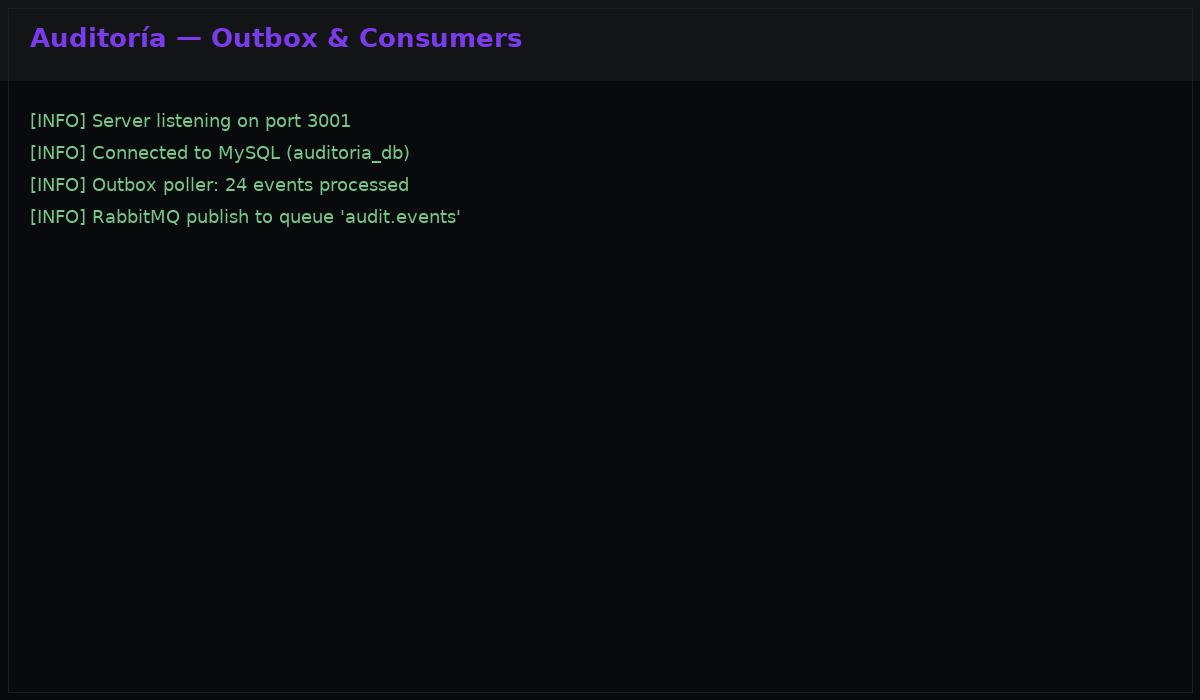 Auditoría — Outbox & Consumers
[INFO] Server listening on port 3001
[INFO] Connected to MySQL (auditoria_db)
[INFO] Outbox poller: 24 events processed
[INFO] RabbitMQ publish to queue 'audit.events'